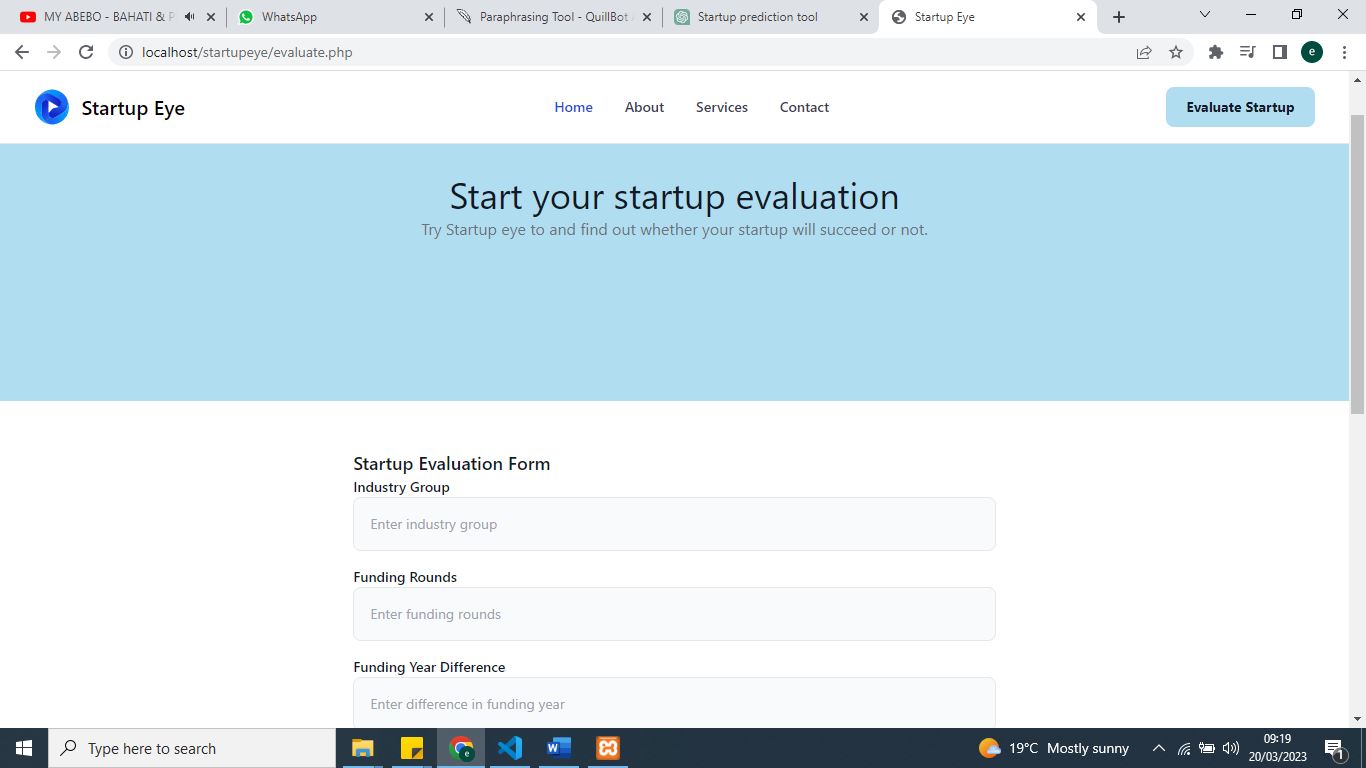 MY ABEBO - BAHATI & P
WhatsApp
Paraphrasing Tool - QuillBot A
Startup prediction tool
Startup Eye
localhost/startupeye/evaluate.php
e
Startup Eye
Home
About
Services
Contact
Evaluate Startup
Start your startup evaluation
Try Startup eye to and find out whether your startup will succeed or not.
Startup Evaluation Form
Industry Group
Enter industry group
Funding Rounds
Enter funding rounds
Funding Year Difference
Enter difference in funding year
Type here to search
19°C Mostly sunny
09:19
20/03/2023
1